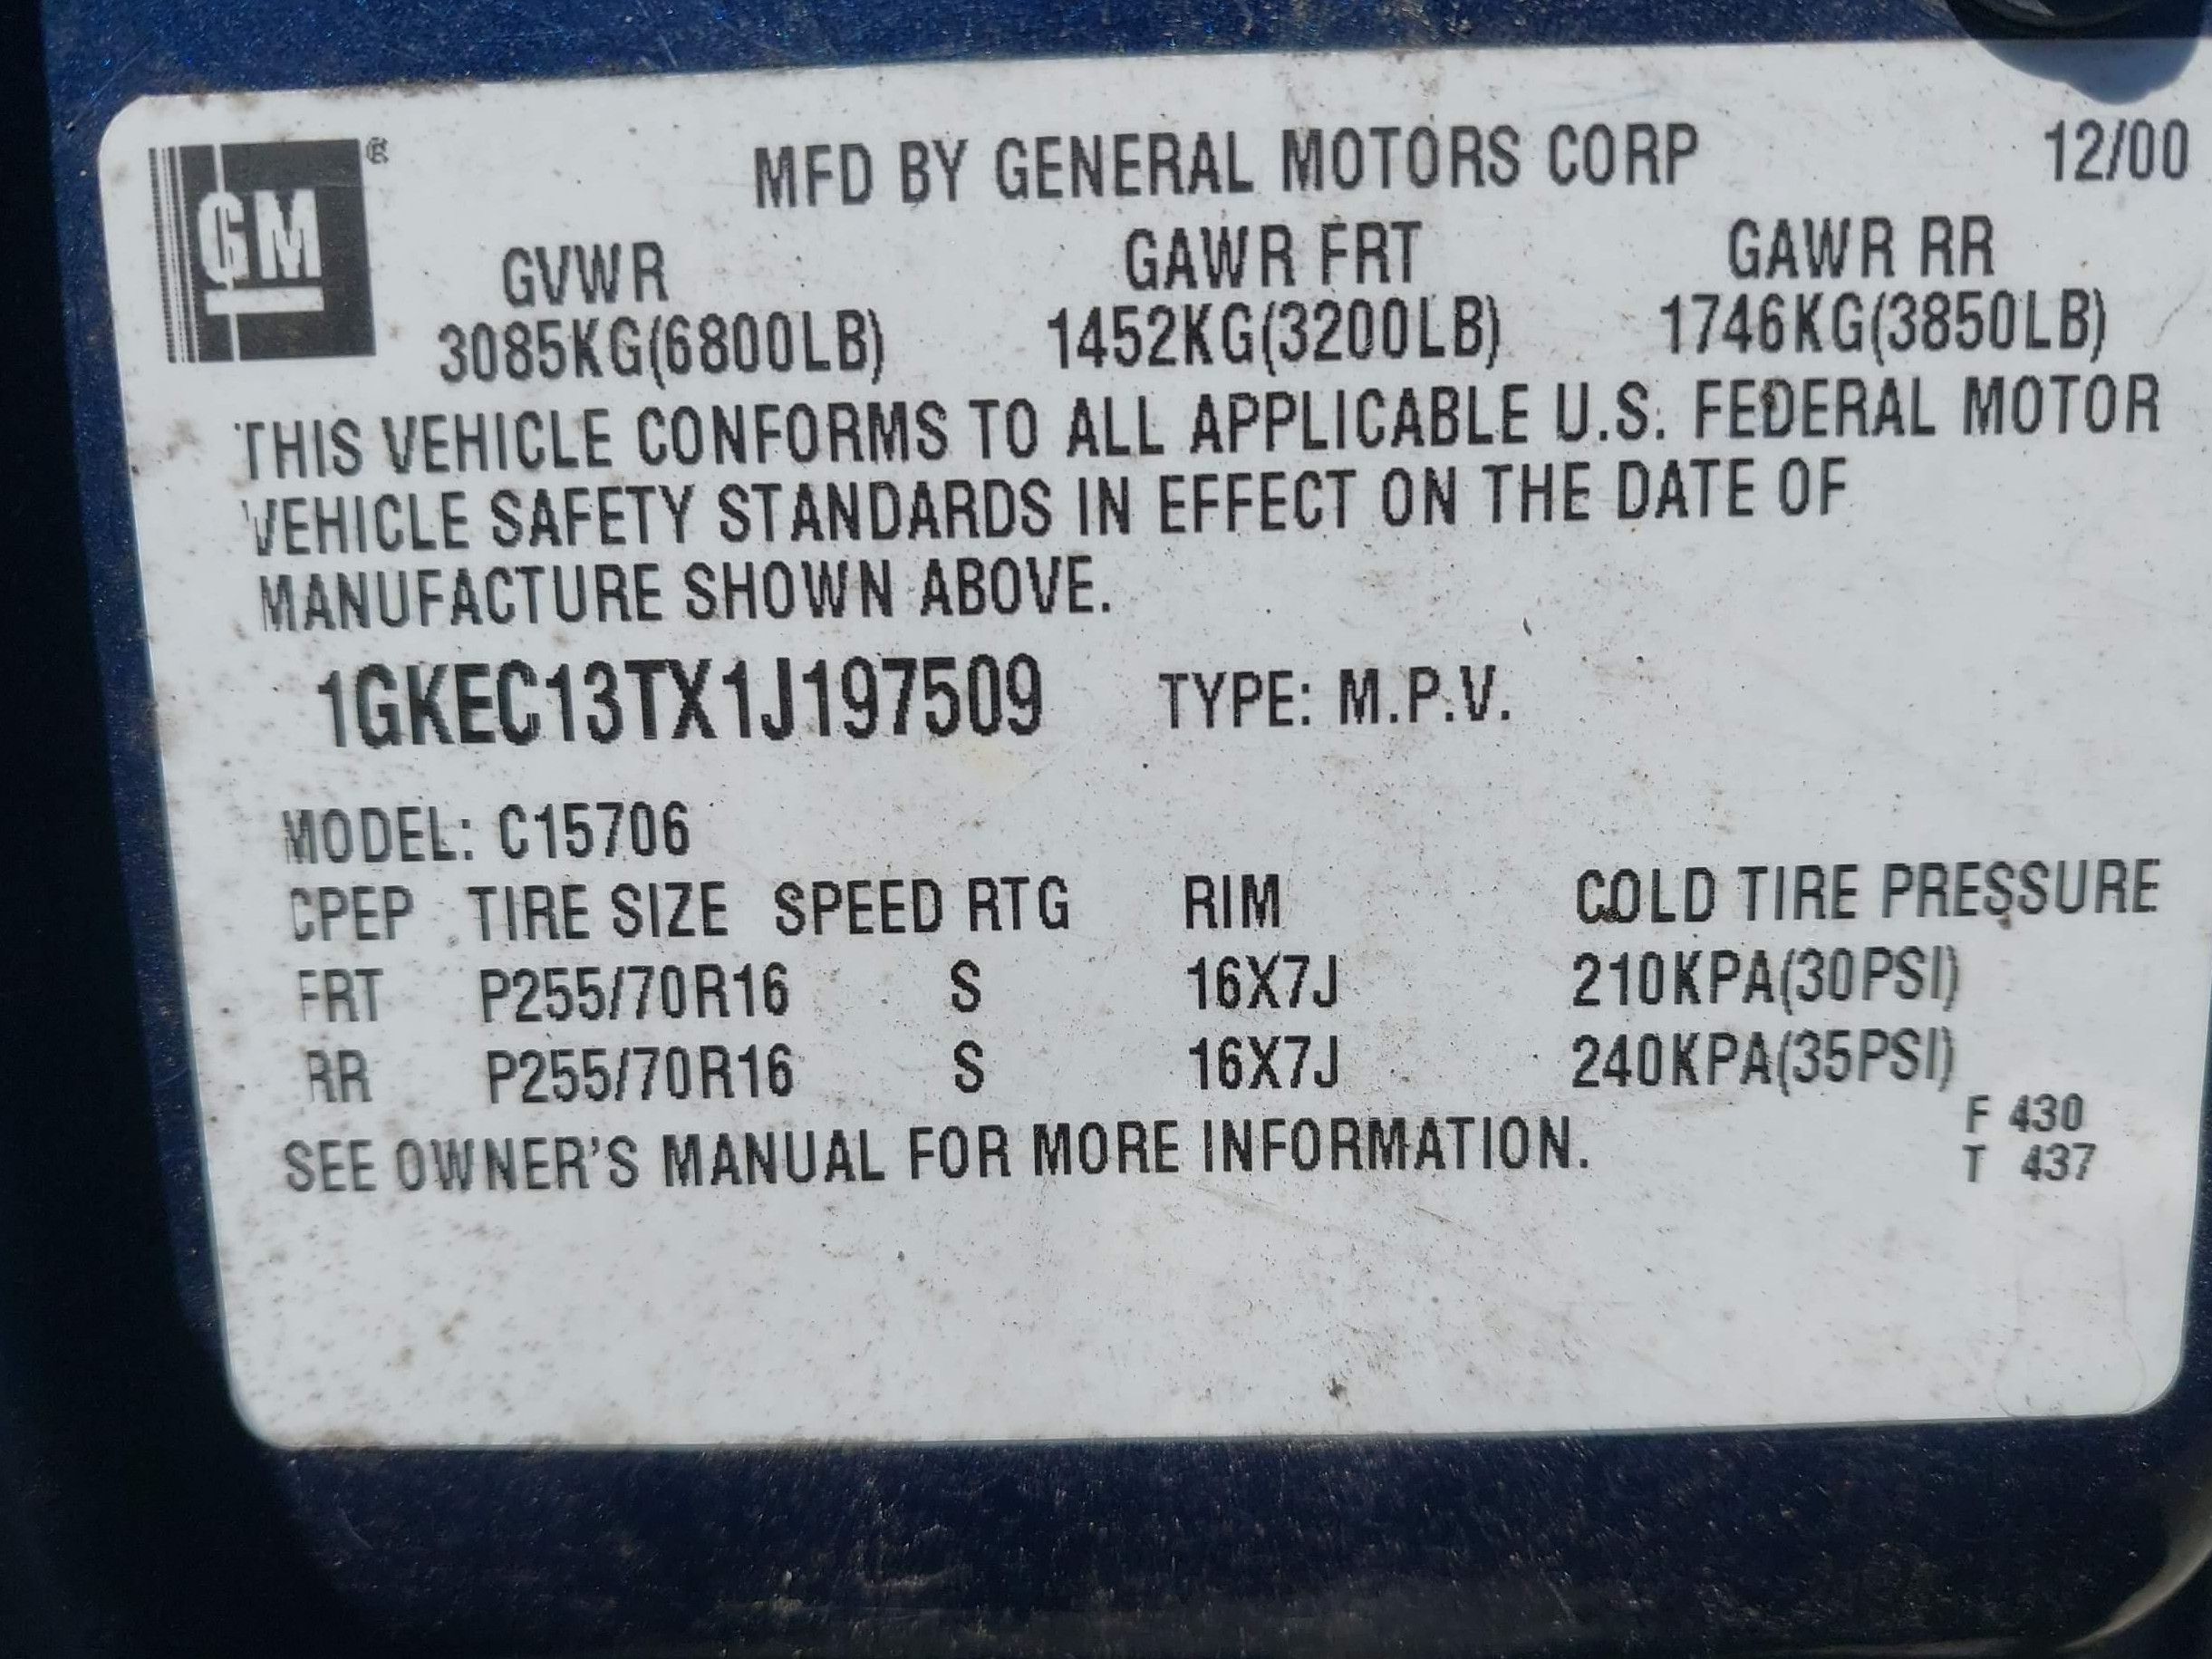 GM®
MFD BY GENERAL MOTORS CORP 12/00
GVWR GAWR FRT GAWR RR
3085KG(6800LB) 1452KG(3200LB) 1746KG(3850LB)
THIS VEHICLE CONFORMS TO ALL APPLICABLE U.S. FEDERAL MOTOR
VEHICLE SAFETY STANDARDS IN EFFECT ON THE DATE OF
MANUFACTURE SHOWN ABOVE.
1GKEC13TX1J197509 TYPE: M.P.V.
MODEL: C15706
CPEP TIRE SIZE SPEED RTG RIM COLD TIRE PRESSURE
FRT P255/70R16 S 16X7J 210KPA(30PSI)
RR P255/70R16 S 16X7J 240KPA(35PSI)
F 430
SEE OWNER'S MANUAL FOR MORE INFORMATION. T 437